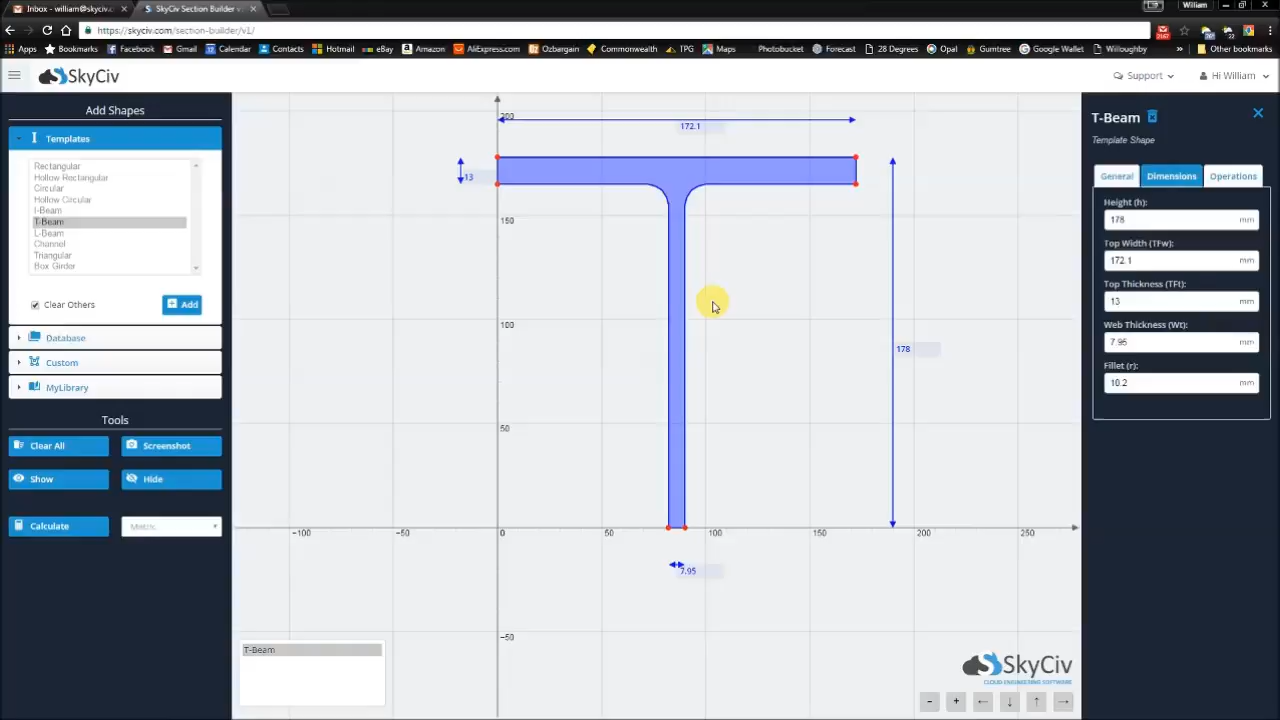 Inbox - william@skyciv.c
SkyCiv Section Builder v
William
https://skyciv.com/section-builder/v1/
Apps
Bookmarks
Facebook
Gmail
Calendar
Contacts
Hotmail
eBay
Amazon
AliExpress.com
Ozbargain
Commonwealth
TPG
Maps
Photobucket
Forecast
28 Degrees
Opal
Gumtree
Google Wallet
Willoughby
»
Other bookmarks
SkyCiv
Support
Hi William
Add Shapes
Templates
Rectangular
Hollow Rectangular
Circular
Hollow Circular
I-Beam
T-Beam
L-Beam
Channel
Triangular
Box Girder
Clear Others
Add
Database
Custom
MyLibrary
Tools
Clear All
Screenshot
Show
Hide
Calculate
Metric
200
172.1
13
150
100
178
50
-100
-50
0
50
100
150
200
250
7.95
-50
T-Beam
SkyCiv
CLOUD ENGINEERING SOFTWARE
- + ← ↓ ↑ →
T-Beam
Template Shape
General
Dimensions
Operations
Height (h):
178 mm
Top Width (TFw):
172.1 mm
Top Thickness (TFt):
13 mm
Web Thickness (Wt):
7.95 mm
Fillet (r):
10.2 mm